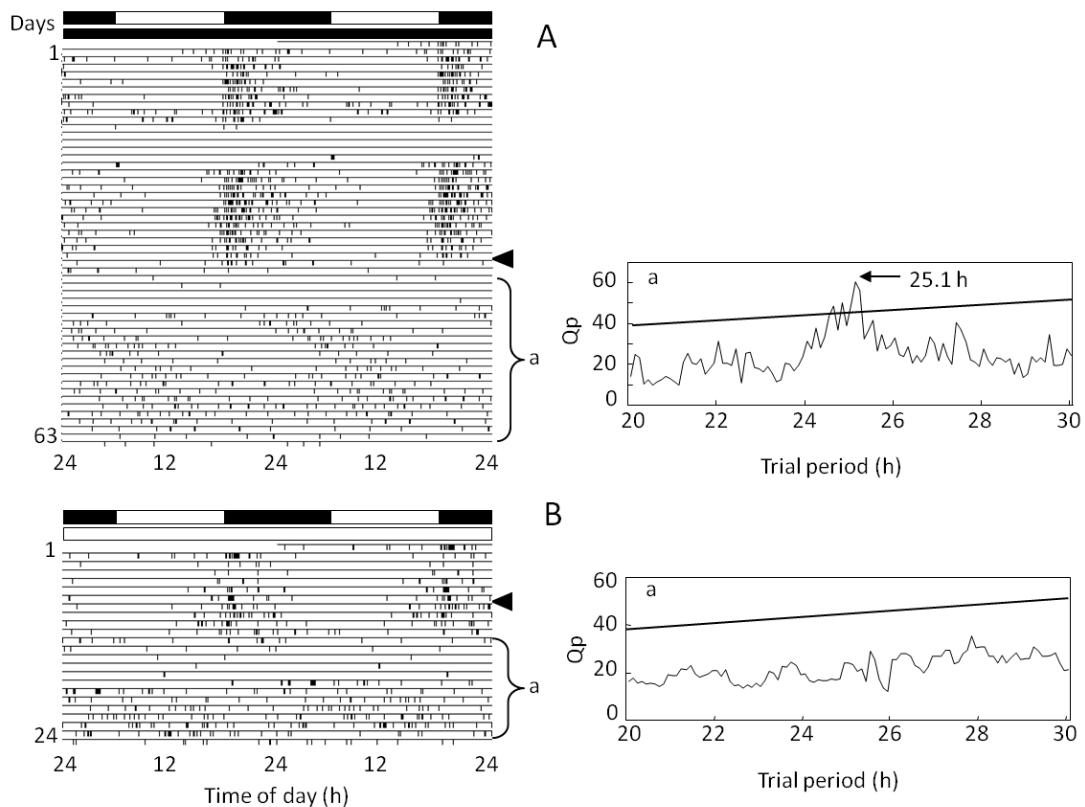 A
Days
1
63
a
24 12 24 12 24
a
25.1 h
Qp
60
40
20
0
20 22 24 26 28 30
Trial period (h)
B
1
24
a
24 12 24 12 24
Time of day (h)
a
Qp
60
40
20
0
20 22 24 26 28 30
Trial period (h)